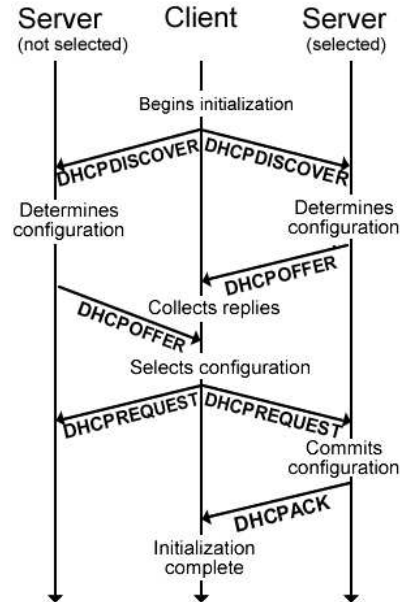 Server Client Server
(not selected) (selected)
Begins initialization
DHCPDISCOVER DHCPDISCOVER
Determines Determines
configuration configuration
DHCPOFFER
DHCPOFFER
Collects replies
Selects configuration
DHCPREQUEST DHCPREQUEST
Commits
configuration
DHCPACK
Initialization
complete